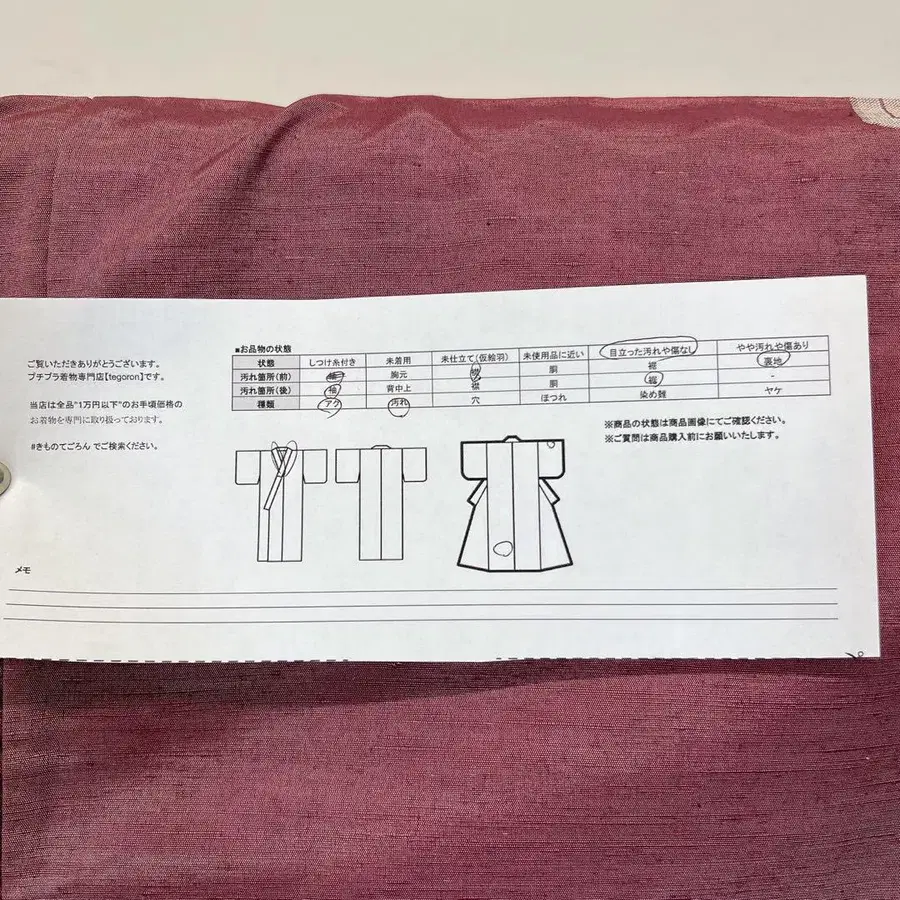 ご覧いただきありがとうございます。
プチプラ着物専門店【tegoron】です。
当店は全品"1万円以下"のお手頃価格の
お着物を専門に取り扱っております。
#きものてごろん でご検索ください。
■お品物の状態
状態 しつけ糸付き 未着用 未仕立て(仮絵羽) 未使用品に近い 目立った汚れや傷なし やや汚れや傷あり
汚れ箇所(前) 胸元 胴 裾 裏地
汚れ箇所(後) 袖 背中上 襟 胴 -
種類 アク 汚れ 穴 ほつれ 染め難 ヤケ
※商品の状態は商品画像にてご確認ください。
※ご質問は商品購入前にお願いいたします。
メモ